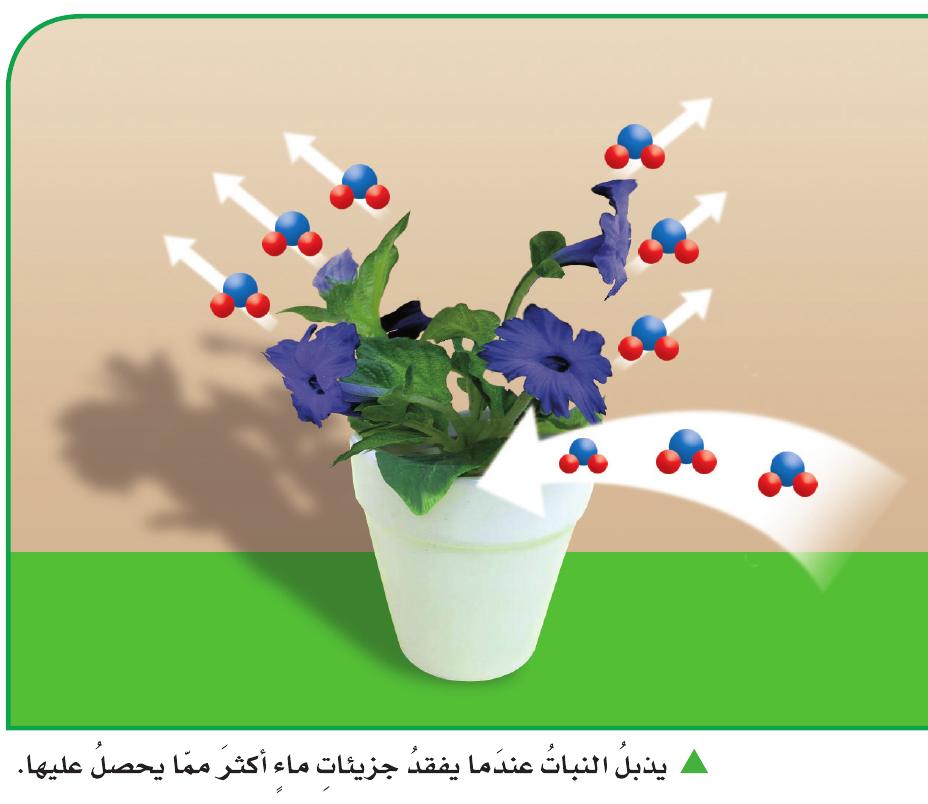 يذبلُ النباتُ عندَما يفقدُ جزيئاتِ ماءٍ أكثرَ ممّا يحصلُ عليها.